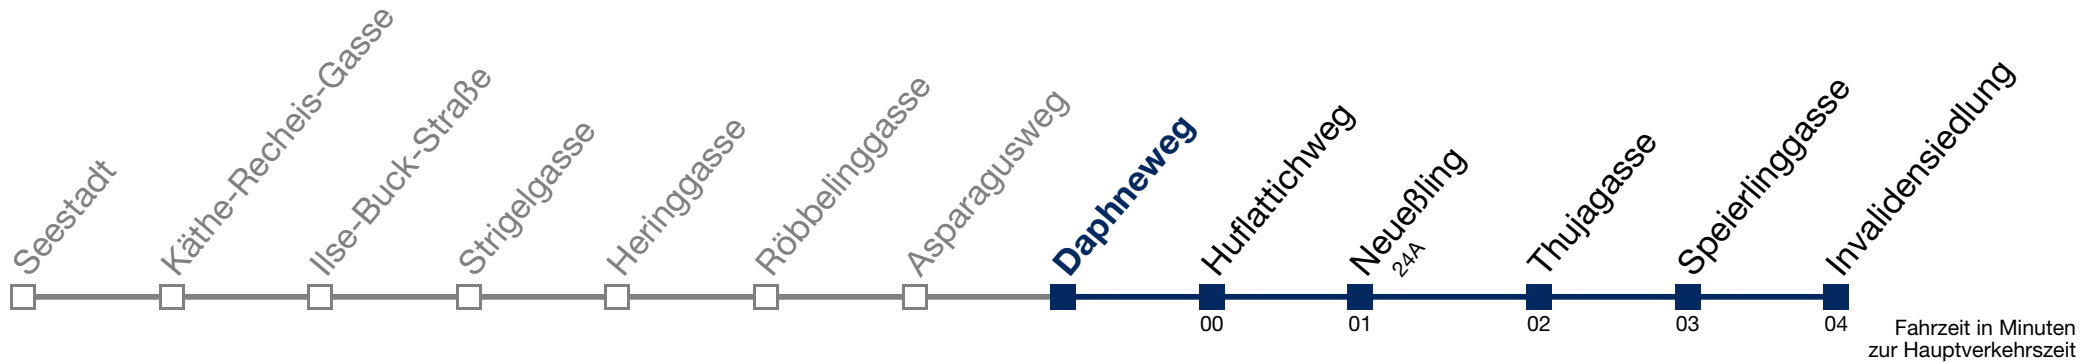 Seestadt
Käthe-Recheis-Gasse
Ilse-Buck-Straße
Strigelgasse
Heringgasse
Röbbelinggasse
Asparagusweg
Daphneweg
Huflattichweg
Neueßling
24A
Thujagasse
Speierlinggasse
Invalidensiedlung
00
01
02
03
04
Fahrzeit in Minuten
zur Hauptverkehrszeit